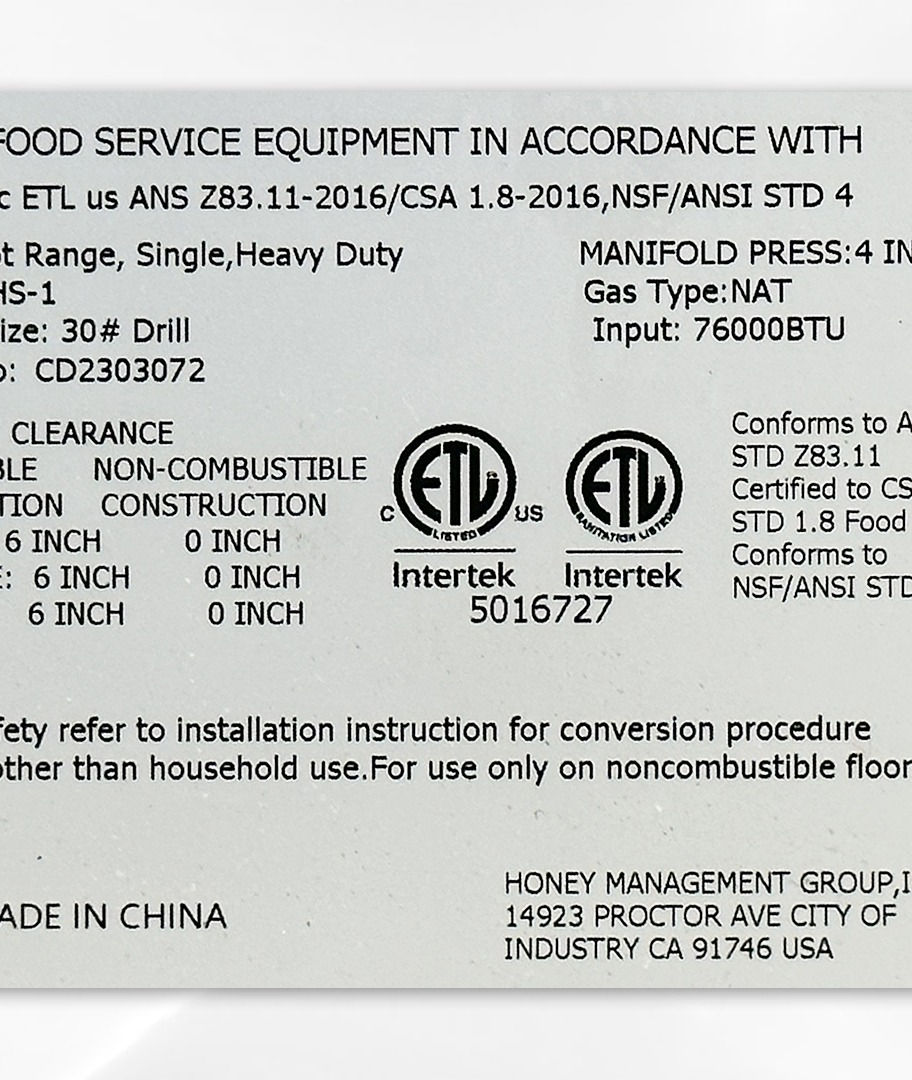 FOOD SERVICE EQUIPMENT IN ACCORDANCE WITH
c ETL us ANS Z83.11-2016/CSA 1.8-2016,NSF/ANSI STD 4
t Range, Single,Heavy Duty
MANIFOLD PRESS:4 IN
HS-1
Gas Type:NAT
ize: 30# Drill
Input: 76000BTU
o: CD2303072
CLEARANCE
BLE NON-COMBUSTIBLE
TION CONSTRUCTION
6 INCH 0 INCH
E: 6 INCH 0 INCH
6 INCH 0 INCH
C ETL US
LISTED
Intertek
ETL
SANITATION LISTED
Intertek
5016727
Conforms to A
STD Z83.11
Certified to CS
STD 1.8 Food
Conforms to
NSF/ANSI STD
fety refer to installation instruction for conversion procedure
other than household use.For use only on noncombustible floor
ADE IN CHINA
HONEY MANAGEMENT GROUP,I
14923 PROCTOR AVE CITY OF
INDUSTRY CA 91746 USA